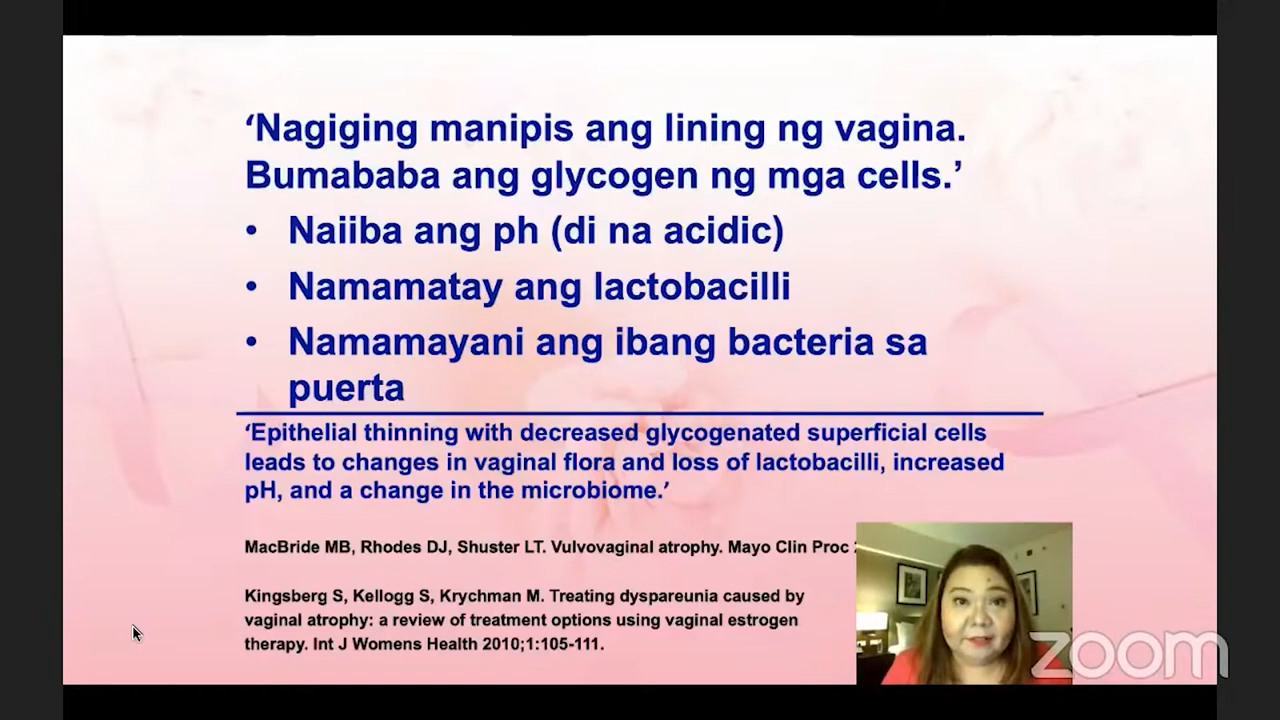 ‘Nagiging manipis ang lining ng vagina.
Bumababa ang glycogen ng mga cells.’
• Naiiba ang ph (di na acidic)
• Namamatay ang lactobacilli
• Namamayani ang ibang bacteria sa
puerta
‘Epithelial thinning with decreased glycogenated superficial cells
leads to changes in vaginal flora and loss of lactobacilli, increased
pH, and a change in the microbiome.’
MacBride MB, Rhodes DJ, Shuster LT. Vulvovaginal atrophy. Mayo Clin Proc
Kingsberg S, Kellogg S, Krychman M. Treating dyspareunia caused by
vaginal atrophy: a review of treatment options using vaginal estrogen
therapy. Int J Womens Health 2010;1:105-111.
zoom